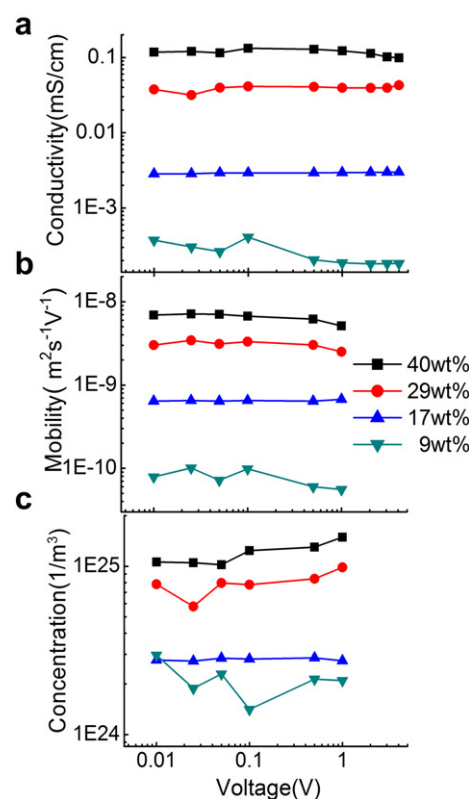 a
Conductivity(mS/cm)
0.1
0.01
1E-3
b
Mobility( m²s⁻¹V⁻¹)
1E-8
1E-9
1E-10
40wt%
29wt%
17wt%
9wt%
c
Concentration(1/m³)
1E25
1E24
0.01
0.1
1
Voltage(V)